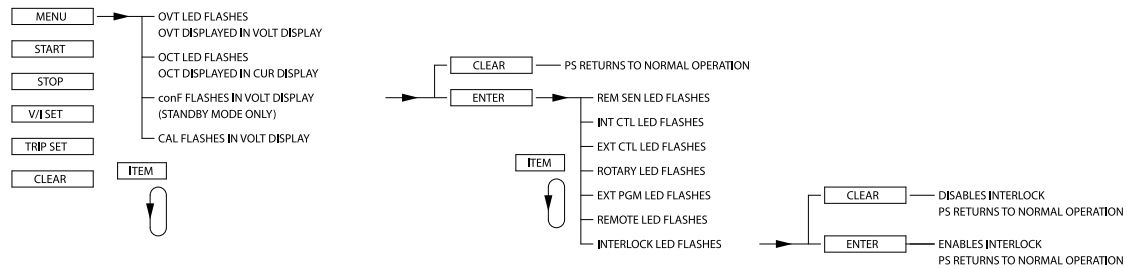 MENU
START
STOP
V/I SET
TRIP SET
CLEAR
OVT LED FLASHES
OVT DISPLAYED IN VOLT DISPLAY
OCT LED FLASHES
OCT DISPLAYED IN CUR DISPLAY
conF FLASHES IN VOLT DISPLAY
(STANDBY MODE ONLY)
CAL FLASHES IN VOLT DISPLAY
ITEM
CLEAR
PS RETURNS TO NORMAL OPERATION
ENTER
REM SEN LED FLASHES
INT CTL LED FLASHES
EXT CTL LED FLASHES
ROTARY LED FLASHES
EXT PGM LED FLASHES
REMOTE LED FLASHES
INTERLOCK LED FLASHES
ITEM
CLEAR
DISABLES INTERLOCK
PS RETURNS TO NORMAL OPERATION
ENTER
ENABLES INTERLOCK
PS RETURNS TO NORMAL OPERATION